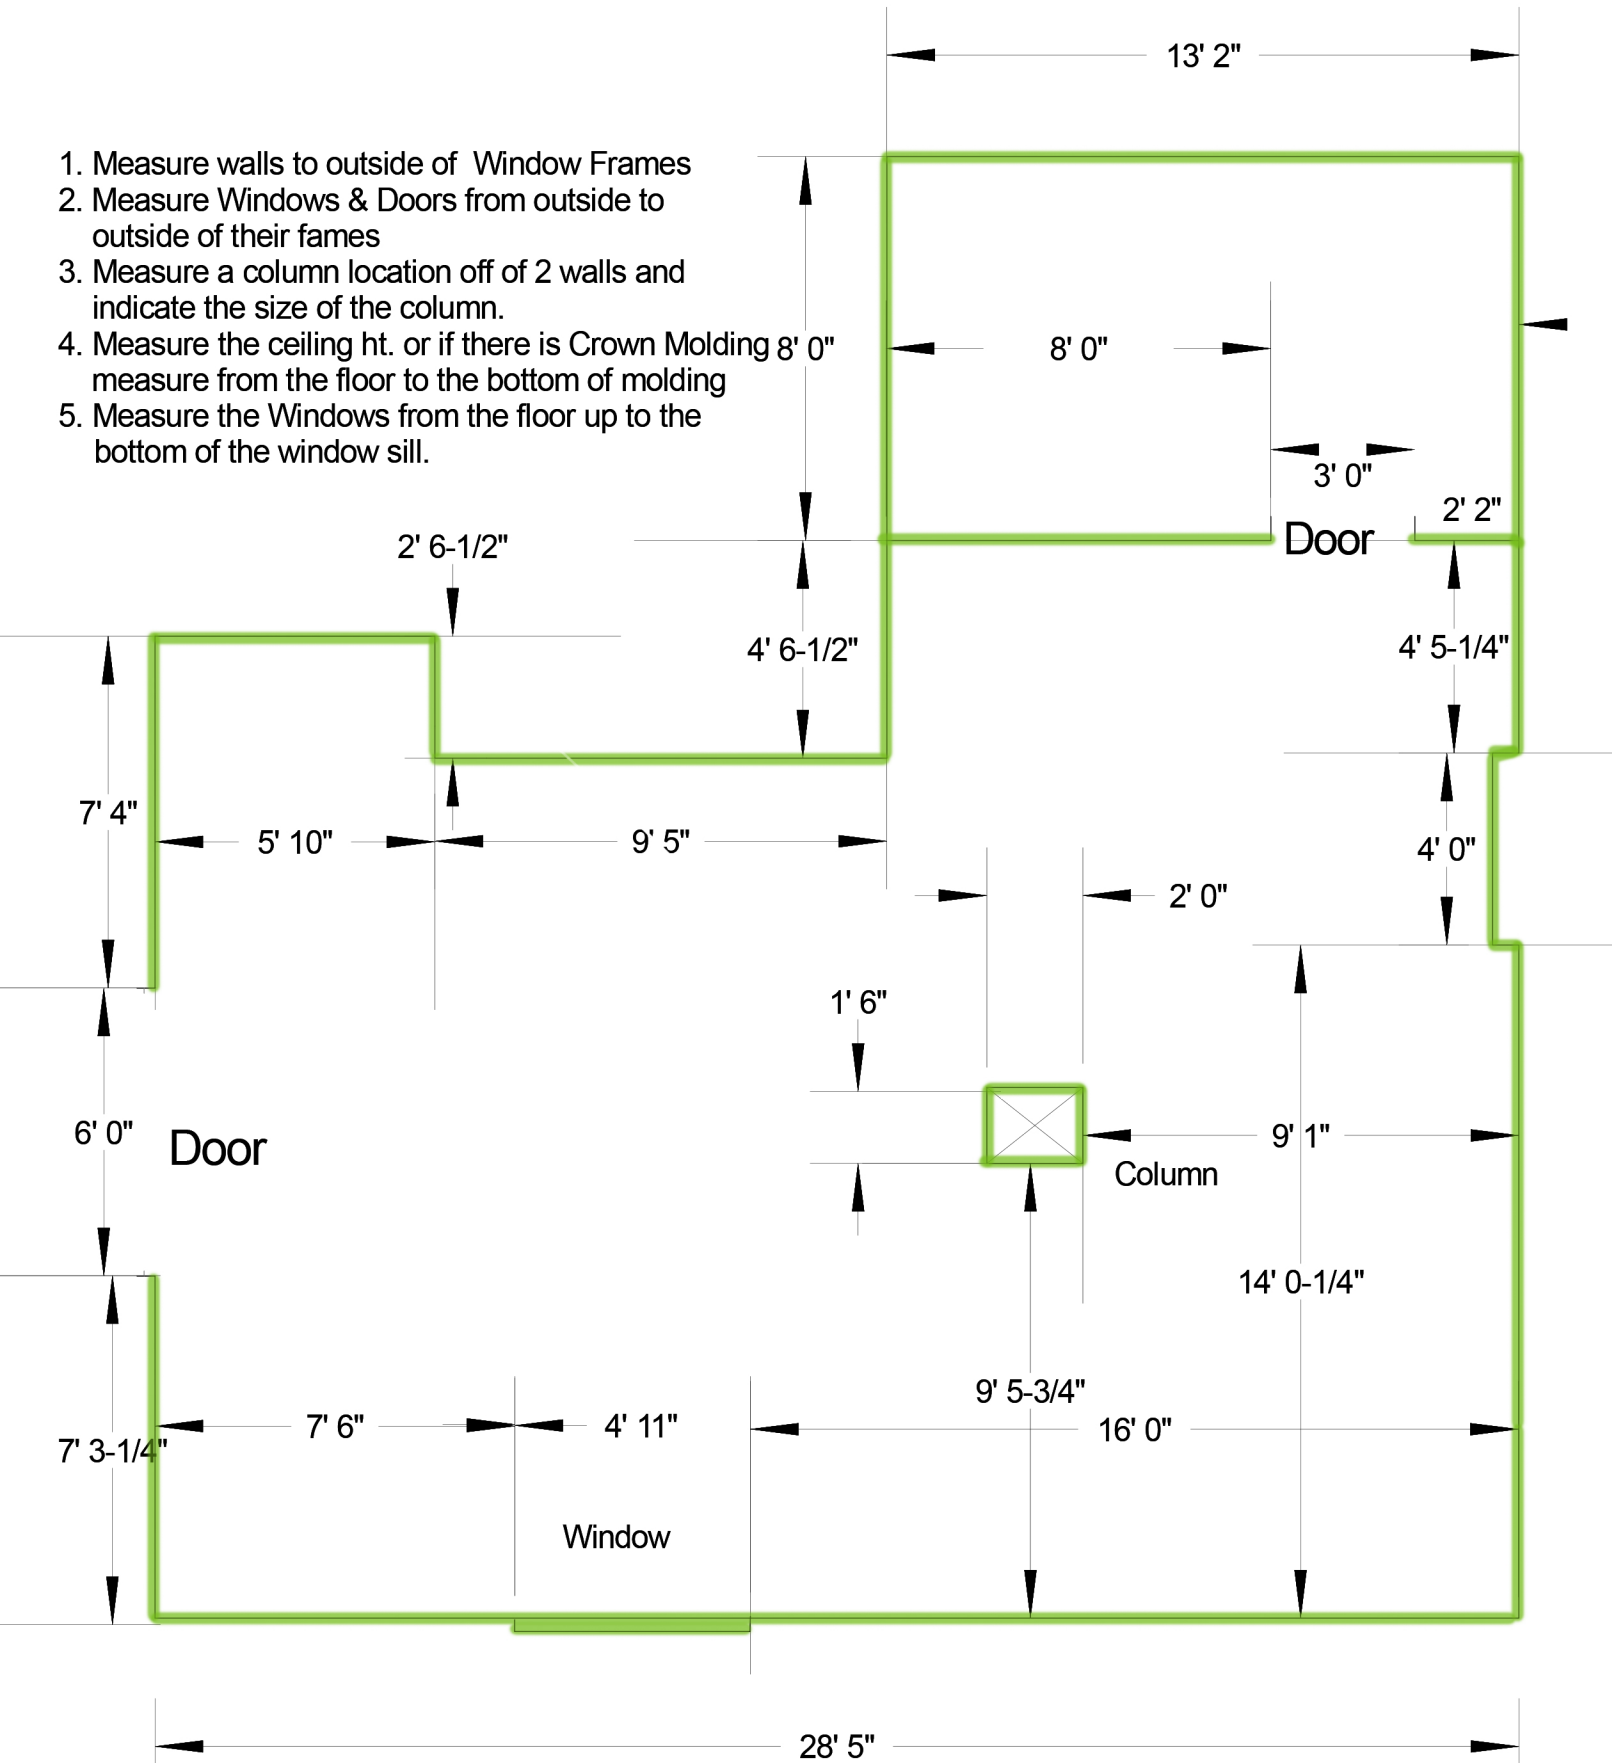 13' 2"
1. Measure walls to outside of Window Frames
2. Measure Windows & Doors from outside to
outside of their fames
3. Measure a column location off of 2 walls and
indicate the size of the column.
4. Measure the ceiling ht. or if there is Crown Molding
measure from the floor to the bottom of molding
5. Measure the Windows from the floor up to the
bottom of the window sill.
8' 0"
8' 0"
3' 0"
2' 2"
Door
2' 6-1/2"
4' 6-1/2"
4' 5-1/4"
7' 4"
5' 10"
9' 5"
4' 0"
2' 0"
1' 6"
6' 0"
Door
9' 1"
Column
14' 0-1/4"
9' 5-3/4"
7' 6"
4' 11"
16' 0"
7' 3-1/4"
Window
28' 5"